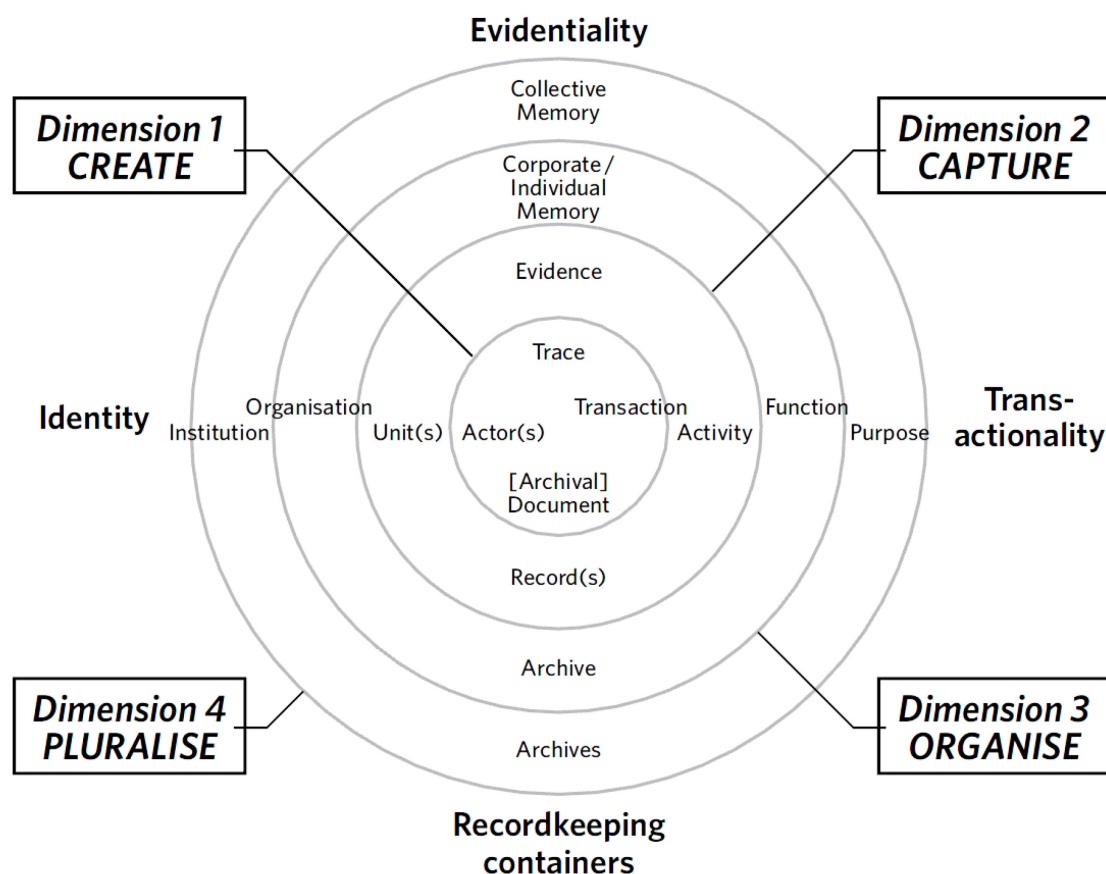 Evidentiality
Collective
Memory
Dimension 1
CREATE
Dimension 2
CAPTURE
Corporate/
Individual
Memory
Evidence
Trace
Identity
Institution
Organisation
Unit(s)
Actor(s)
Transaction
Activity
Function
Purpose
Trans-
actionality
[Archival]
Document
Record(s)
Archive
Archives
Dimension 4
PLURALISE
Dimension 3
ORGANISE
Recordkeeping
containers